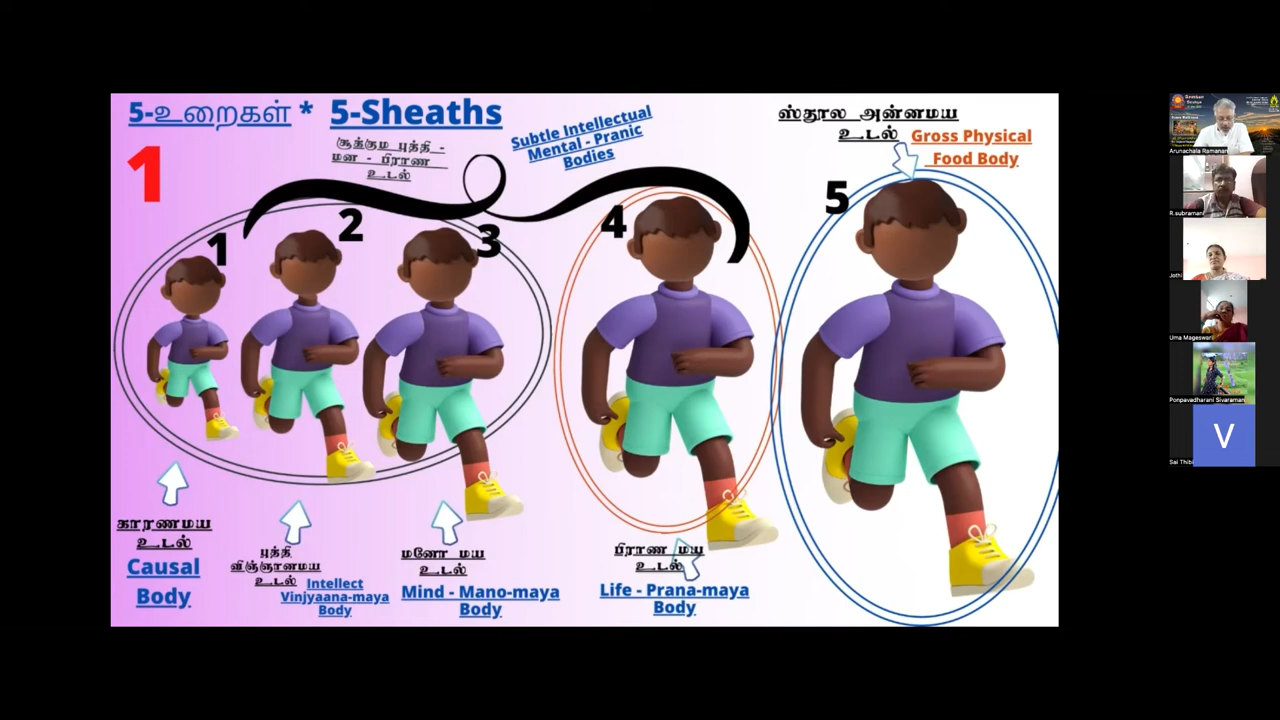 5-உறைகள் * 5-Sheaths
1
சூக்கும புத்தி -
மன - பிராண
உடல்
Subtle Intellectual
Mental - Pranic
Bodies
ஸ்தூல அன்னமய
உடல்
Gross Physical
Food Body
1
2
3
4
5
காரணமய
உடல்
Causal
Body
புத்தி
விஞ்ஞானமய
உடல்
Intellect
Vinjyaana-maya
Body
மனோ மய
உடல்
Mind - Mano-maya
Body
பிராண மய
உடல்
Life - Prana-maya
Body
Arunachala Ramanan
R.subramani
Jothi
Uma Mageswari
Ponpavadharani Sivaraman
V
Sai Thibi